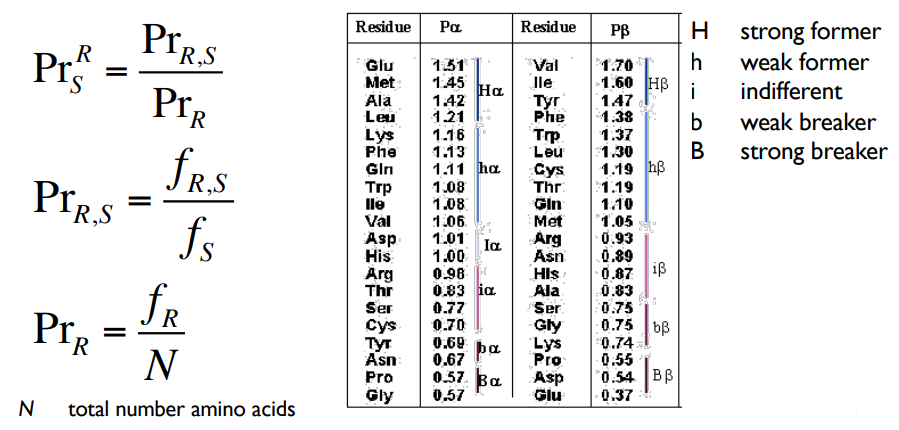 Pr_S^R = Pr_{R,S} / Pr_R
Pr_{R,S} = f_{R,S} / f_S
Pr_R = f_R / N
N total number amino acids
Residue Pα Residue Pβ
Glu 1.51 Val 1.70
Met 1.45 Ile 1.60
Ala 1.42 Tyr 1.47
Leu 1.21 Phe 1.38
Lys 1.16 Trp 1.37
Phe 1.13 Leu 1.30
Gln 1.11 Cys 1.19
Trp 1.08 Thr 1.19
Ile 1.08 Gln 1.10
Val 1.06 Met 1.05
Asp 1.01 Arg 0.93
His 1.00 Asn 0.89
Arg 0.98 His 0.87
Thr 0.83 Ala 0.83
Ser 0.77 Ser 0.75
Cys 0.70 Gly 0.75
Tyr 0.69 Lys 0.74
Asn 0.67 Pro 0.55
Pro 0.57 Asp 0.54
Gly 0.57 Glu 0.37
Hα
hα
Iα
iα
bα
Bα
Hβ
hβ
iβ
bβ
Bβ
H strong former
h weak former
i indifferent
b weak breaker
B strong breaker